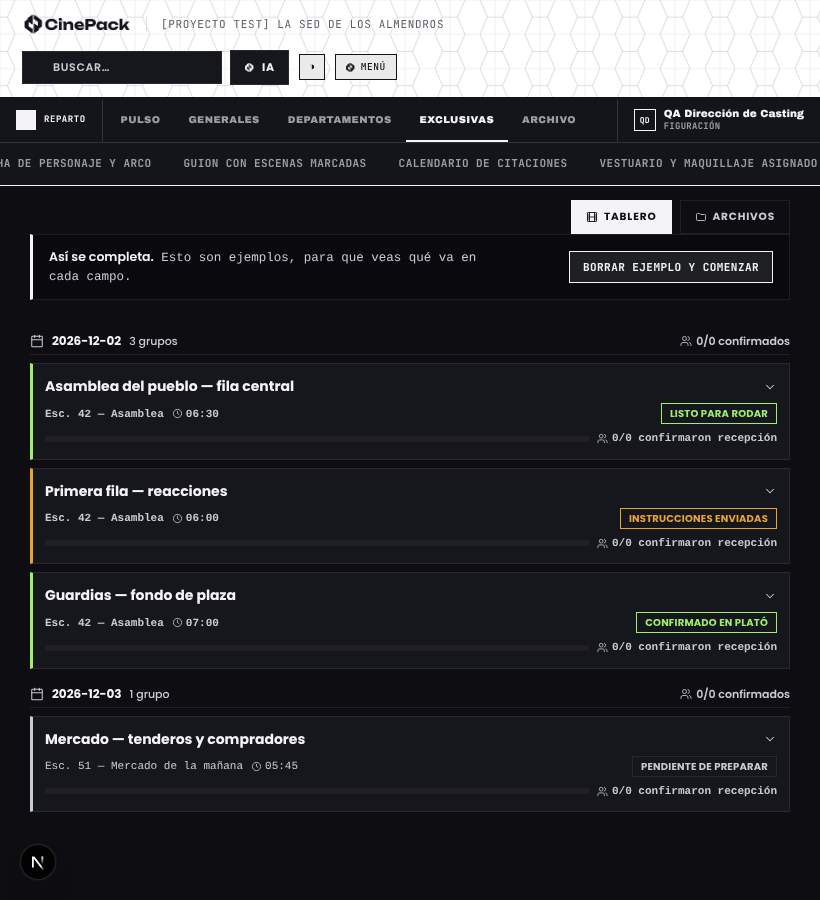 CinePack [PROYECTO TEST] LA SED DE LOS ALMENDROS
BUSCAR… IA MENÚ
REPARTO PULSO GENERALES DEPARTAMENTOS EXCLUSIVAS ARCHIVO QD QA Dirección de Casting
FIGURACIÓN
HA DE PERSONAJE Y ARCO GUION CON ESCENAS MARCADAS CALENDARIO DE CITACIONES VESTUARIO Y MAQUILLAJE ASIGNADO
TABLERO ARCHIVOS
Así se completa. Esto son ejemplos, para que veas qué va en
cada campo.
BORRAR EJEMPLO Y COMENZAR
2026-12-02 3 grupos 0/0 confirmados
Asamblea del pueblo — fila central
Esc. 42 — Asamblea 06:30 LISTO PARA RODAR
0/0 confirmaron recepción
Primera fila — reacciones
Esc. 42 — Asamblea 06:00 INSTRUCCIONES ENVIADAS
0/0 confirmaron recepción
Guardias — fondo de plaza
Esc. 42 — Asamblea 07:00 CONFIRMADO EN PLATÓ
0/0 confirmaron recepción
2026-12-03 1 grupo 0/0 confirmados
Mercado — tenderos y compradores
Esc. 51 — Mercado de la mañana 05:45 PENDIENTE DE PREPARAR
0/0 confirmaron recepción
N